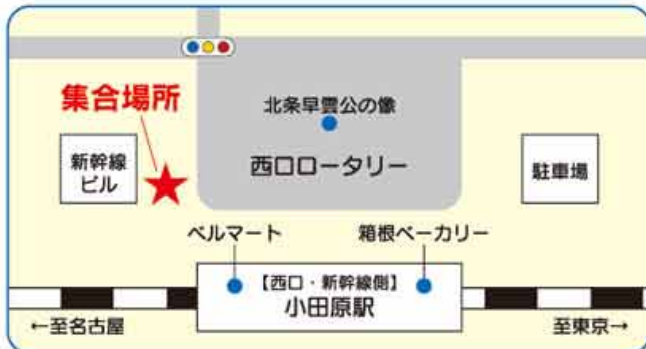 集合場所
北条早雲公の像
新幹線
ビル
西口ロータリー
駐車場
ベルマート
箱根ベーカリー
【西口・新幹線側】
小田原駅
←至名古屋
至東京→